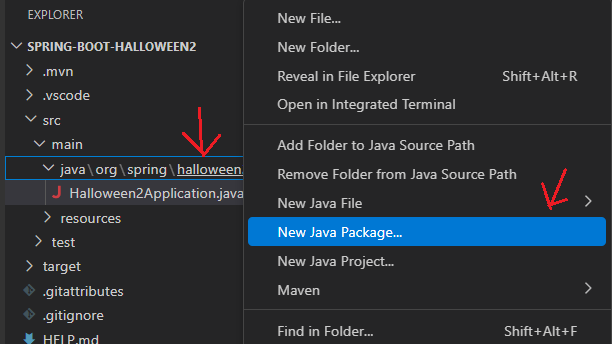 EXPLORER
SPRING-BOOT-HALLOWEEN2
.mvn
.vscode
src
main
java\org\spring\halloween
Halloween2Application.java
resources
test
target
.gitattributes
.gitignore
HELP.md
New File...
New Folder...
Reveal in File Explorer Shift+Alt+R
Open in Integrated Terminal
Add Folder to Java Source Path
Remove Folder from Java Source Path
New Java File
New Java Package...
New Java Project...
Maven
Find in Folder... Shift+Alt+F